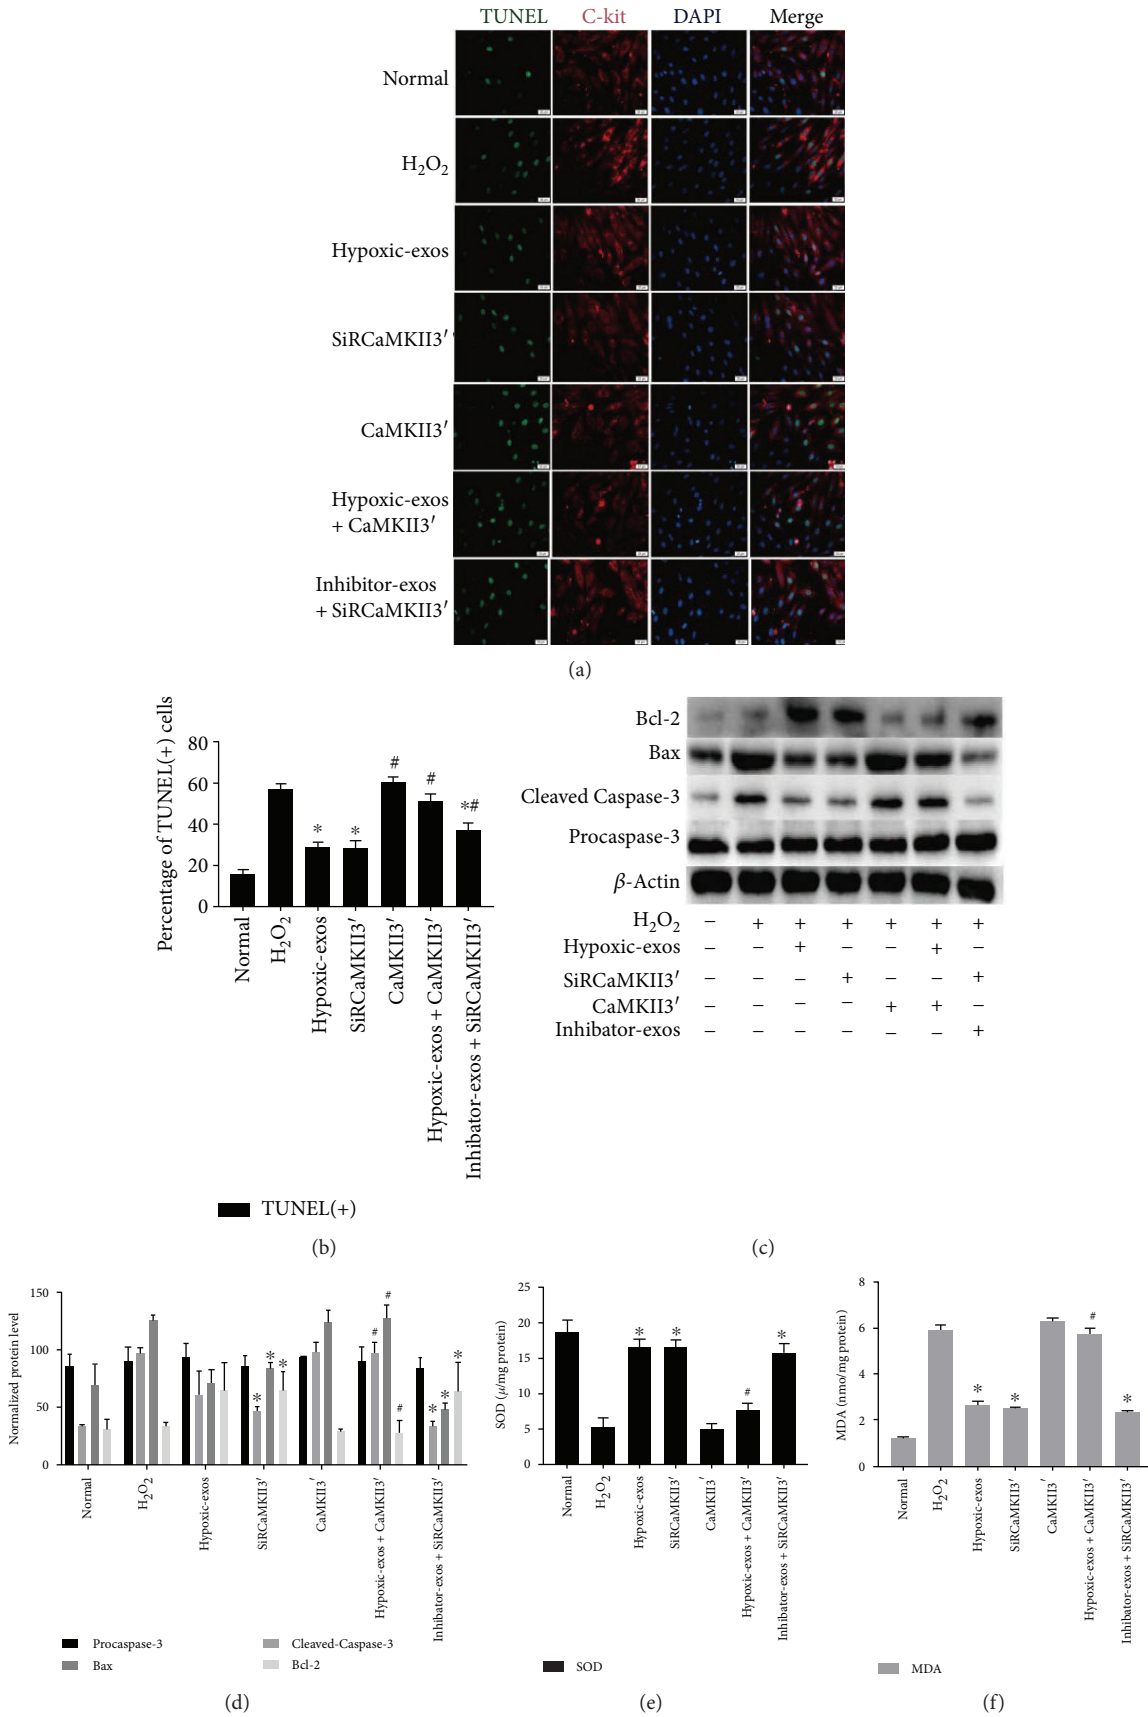 TUNEL C-kit DAPI Merge
Normal
H₂O₂
Hypoxic-exos
SiRCaMKII3′
CaMKII3′
Hypoxic-exos
+ CaMKII3′
Inhibitor-exos
+ SiRCaMKII3′
(a)
Percentage of TUNEL(+) cells
80
60
40
20
0
* * # # *#
Normal
H₂O₂
Hypoxic-exos
SiRCaMKII3′
CaMKII3′
Hypoxic-exos + CaMKII3′
Inhibator-exos + SiRCaMKII3′
TUNEL(+)
(b)
Bcl-2
Bax
Cleaved Caspase-3
Procaspase-3
β-Actin
H₂O₂ – + + + + + +
Hypoxic-exos – – + – – + –
SiRCaMKII3′ – – – + – – +
CaMKII3′ – – – – + + –
Inhibator-exos – – – – – – +
(c)
Normalized protein level
150
100
50
0
* * * # # # * * *
Normal
H₂O₂
Hypoxic-exos
SiRCaMKII3′
CaMKII3′
Hypoxic-exos + CaMKII3′
Inhibator-exos + SiRCaMKII3′
Procaspase-3 Cleaved-Caspase-3
Bax Bcl-2
(d)
SOD (μ/mg protein)
25
20
15
10
5
0
* * # *
Normal
H₂O₂
Hypoxic-exos
SiRCaMKII3′
CaMKII3′
Hypoxic-exos + CaMKII3′
Inhibator-exos + SiRCaMKII3′
SOD
(e)
MDA (nmo/mg protein)
8
6
4
2
0
* * # *
Normal
H₂O₂
Hypoxic-exos
SiRCaMKII3′
CaMKII3′
Hypoxic-exos + CaMKII3′
Inhibator-exos + SiRCaMKII3′
MDA
(f)